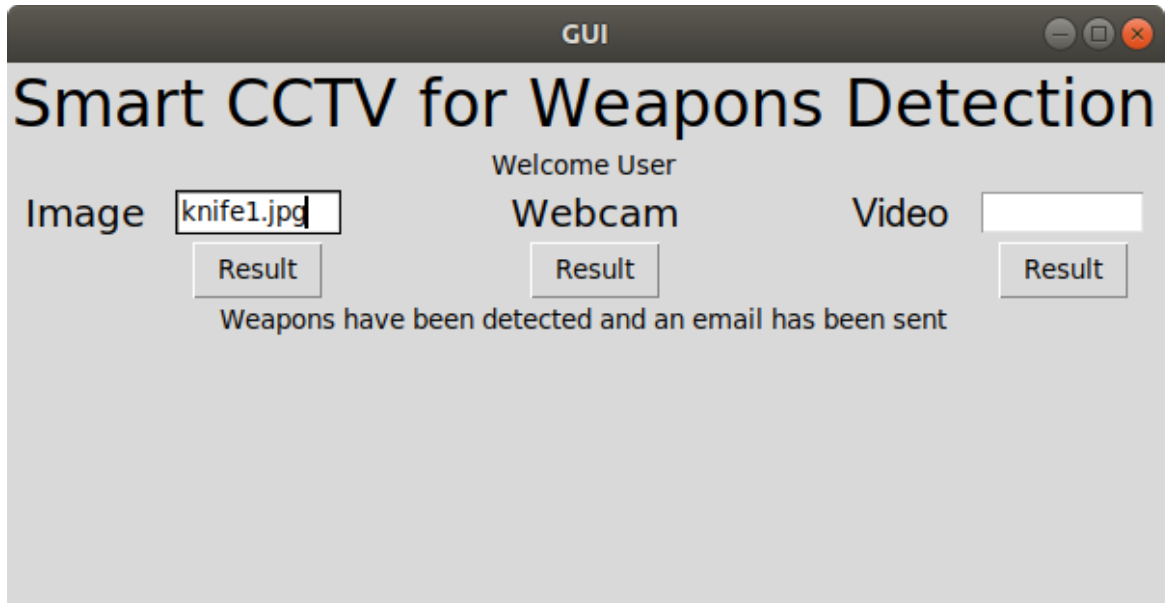 GUI
Smart CCTV for Weapons Detection
Welcome User
Image knife1.jpg Webcam Video
Result Result Result
Weapons have been detected and an email has been sent